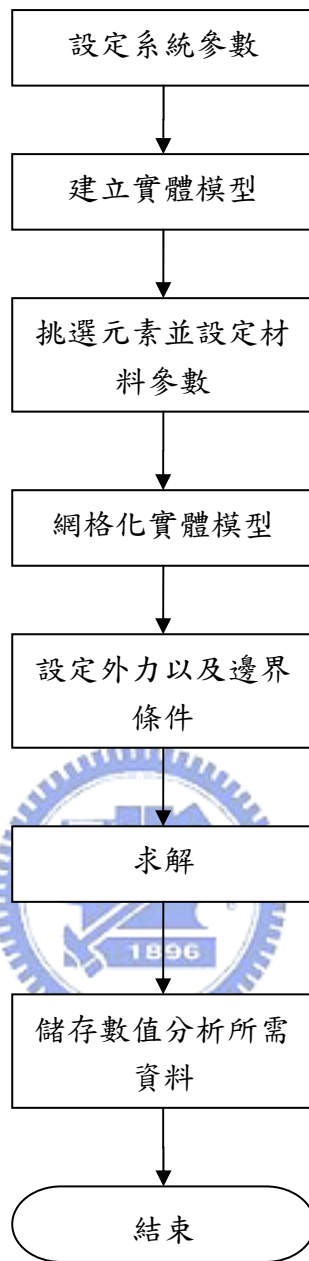 設定系統參數
建立實體模型
挑選元素並設定材
料參數
網格化實體模型
設定外力以及邊界
條件
求解
1896
儲存數值分析所需
資料
結束